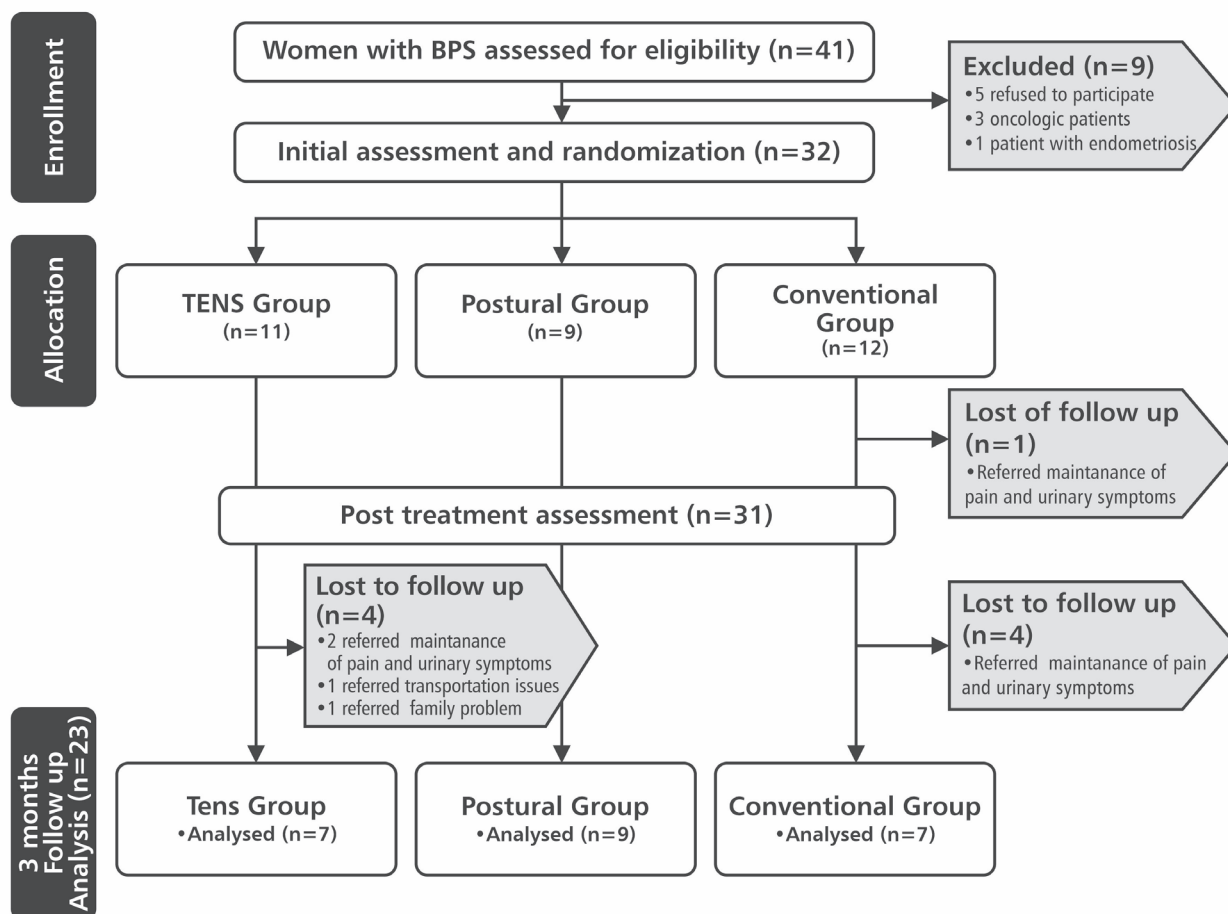 Enrollment
Women with BPS assessed for eligibility (n=41)
Excluded (n=9)
•5 refused to participate
•3 oncologic patients
•1 patient with endometriosis
Initial assessment and randomization (n=32)
Allocation
TENS Group
(n=11)
Postural Group
(n=9)
Conventional
Group
(n=12)
Lost of follow up
(n=1)
•Referred maintanance of
pain and urinary symptoms
Post treatment assessment (n=31)
Lost to follow up
(n=4)
•2 referred maintanance
of pain and urinary symptoms
•1 referred transportation issues
•1 referred family problem
Lost to follow up
(n=4)
•Referred maintanance of pain
and urinary symptoms
3 months
Follow up
Analysis (n=23)
Tens Group
•Analysed (n=7)
Postural Group
•Analysed (n=9)
Conventional Group
•Analysed (n=7)